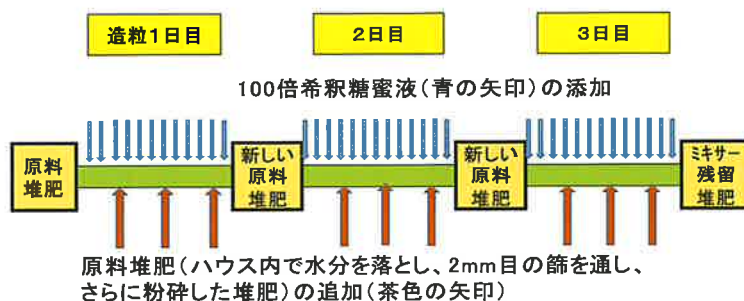 造粒1日目
2日目
3日目
100倍希釈糖蜜液(青の矢印)の添加
原料
堆肥
新しい
原料
堆肥
新しい
原料
堆肥
ミキサー
残留
堆肥
原料堆肥(ハウス内で水分を落とし、2mm目の篩を通し、
さらに粉砕した堆肥)の追加(茶色の矢印)